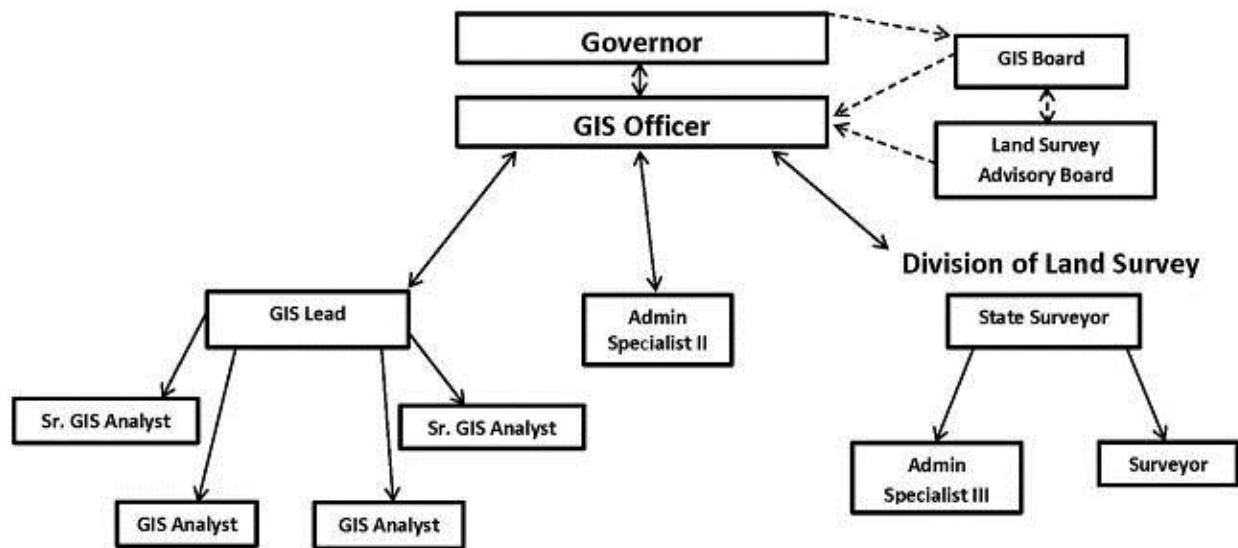 Governor
GIS Board
GIS Officer
Land Survey
Advisory Board
Division of Land Survey
GIS Lead
Admin
Specialist II
State Surveyor
Sr. GIS Analyst
Sr. GIS Analyst
Admin
Specialist III
Surveyor
GIS Analyst
GIS Analyst